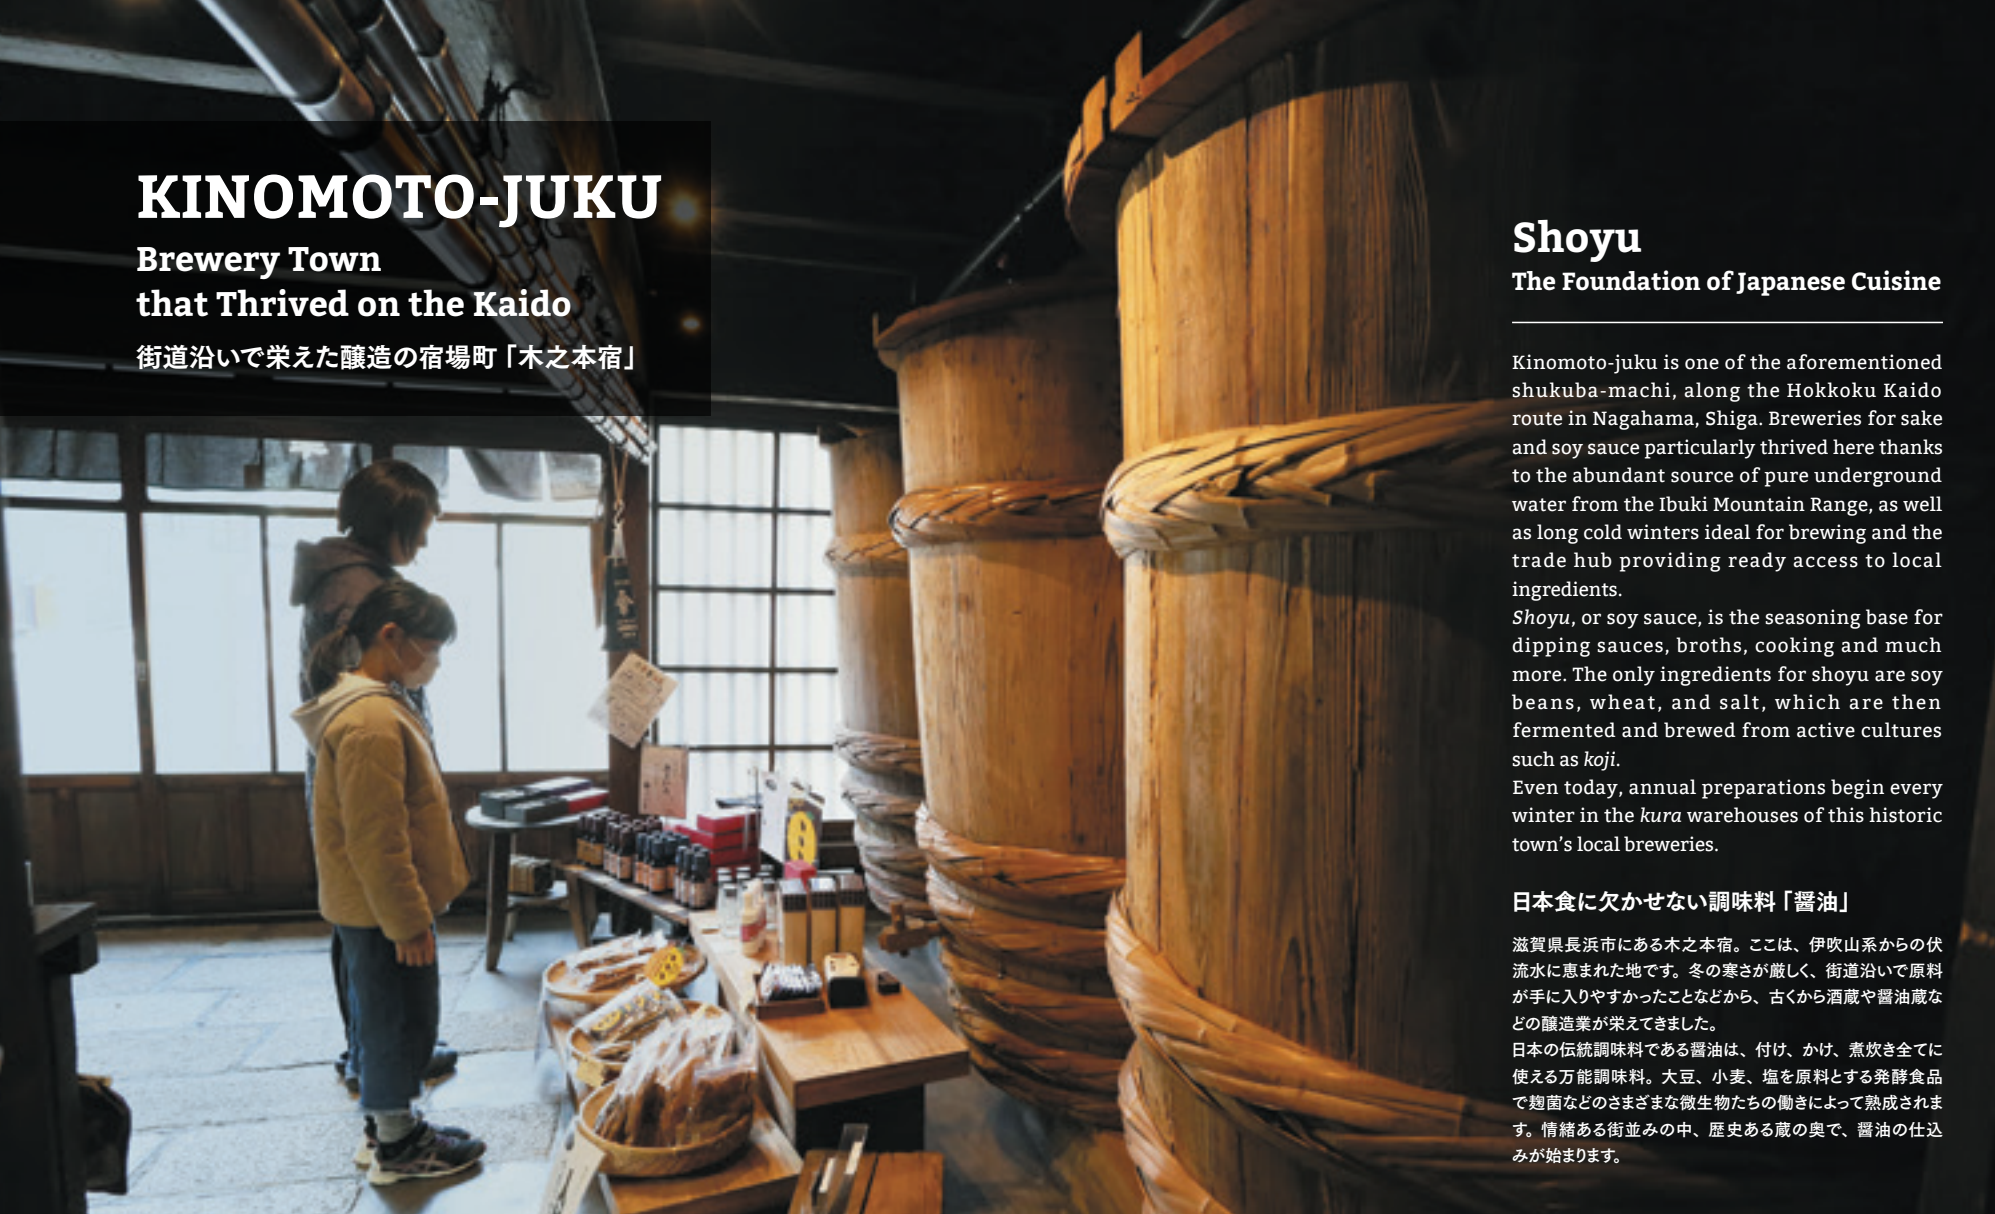 KINOMOTO-JUKU
Brewery Town
that Thrived on the Kaido
街道沿いで栄えた醸造の宿場町「木之本宿」
Shoyu
The Foundation of Japanese Cuisine
Kinomoto-juku is one of the aforementioned
shukuba-machi, along the Hokkoku Kaido
route in Nagahama, Shiga. Breweries for sake
and soy sauce particularly thrived here thanks
to the abundant source of pure underground
water from the Ibuki Mountain Range, as well
as long cold winters ideal for brewing and the
trade hub providing ready access to local
ingredients.
Shoyu, or soy sauce, is the seasoning base for
dipping sauces, broths, cooking and much
more. The only ingredients for shoyu are soy
beans, wheat, and salt, which are then
fermented and brewed from active cultures
such as koji.
Even today, annual preparations begin every
winter in the kura warehouses of this historic
town's local breweries.
日本食に欠かせない調味料「醤油」
滋賀県長浜市にある木之本宿。ここは、伊吹山系からの伏
流水に恵まれた地です。冬の寒さが厳しく、街道沿いで原料
が手に入りやすかったことなどから、古くから酒蔵や醤油蔵な
どの醸造業が栄えてきました。
日本の伝統調味料である醤油は、付け、かけ、煮炊き全てに
使える万能調味料。大豆、小麦、塩を原料とする発酵食品
で麹菌などのさまざまな微生物たちの働きによって熟成されま
す。情緒ある街並みの中、歴史ある蔵の奥で、醤油の仕込
みが始まります。